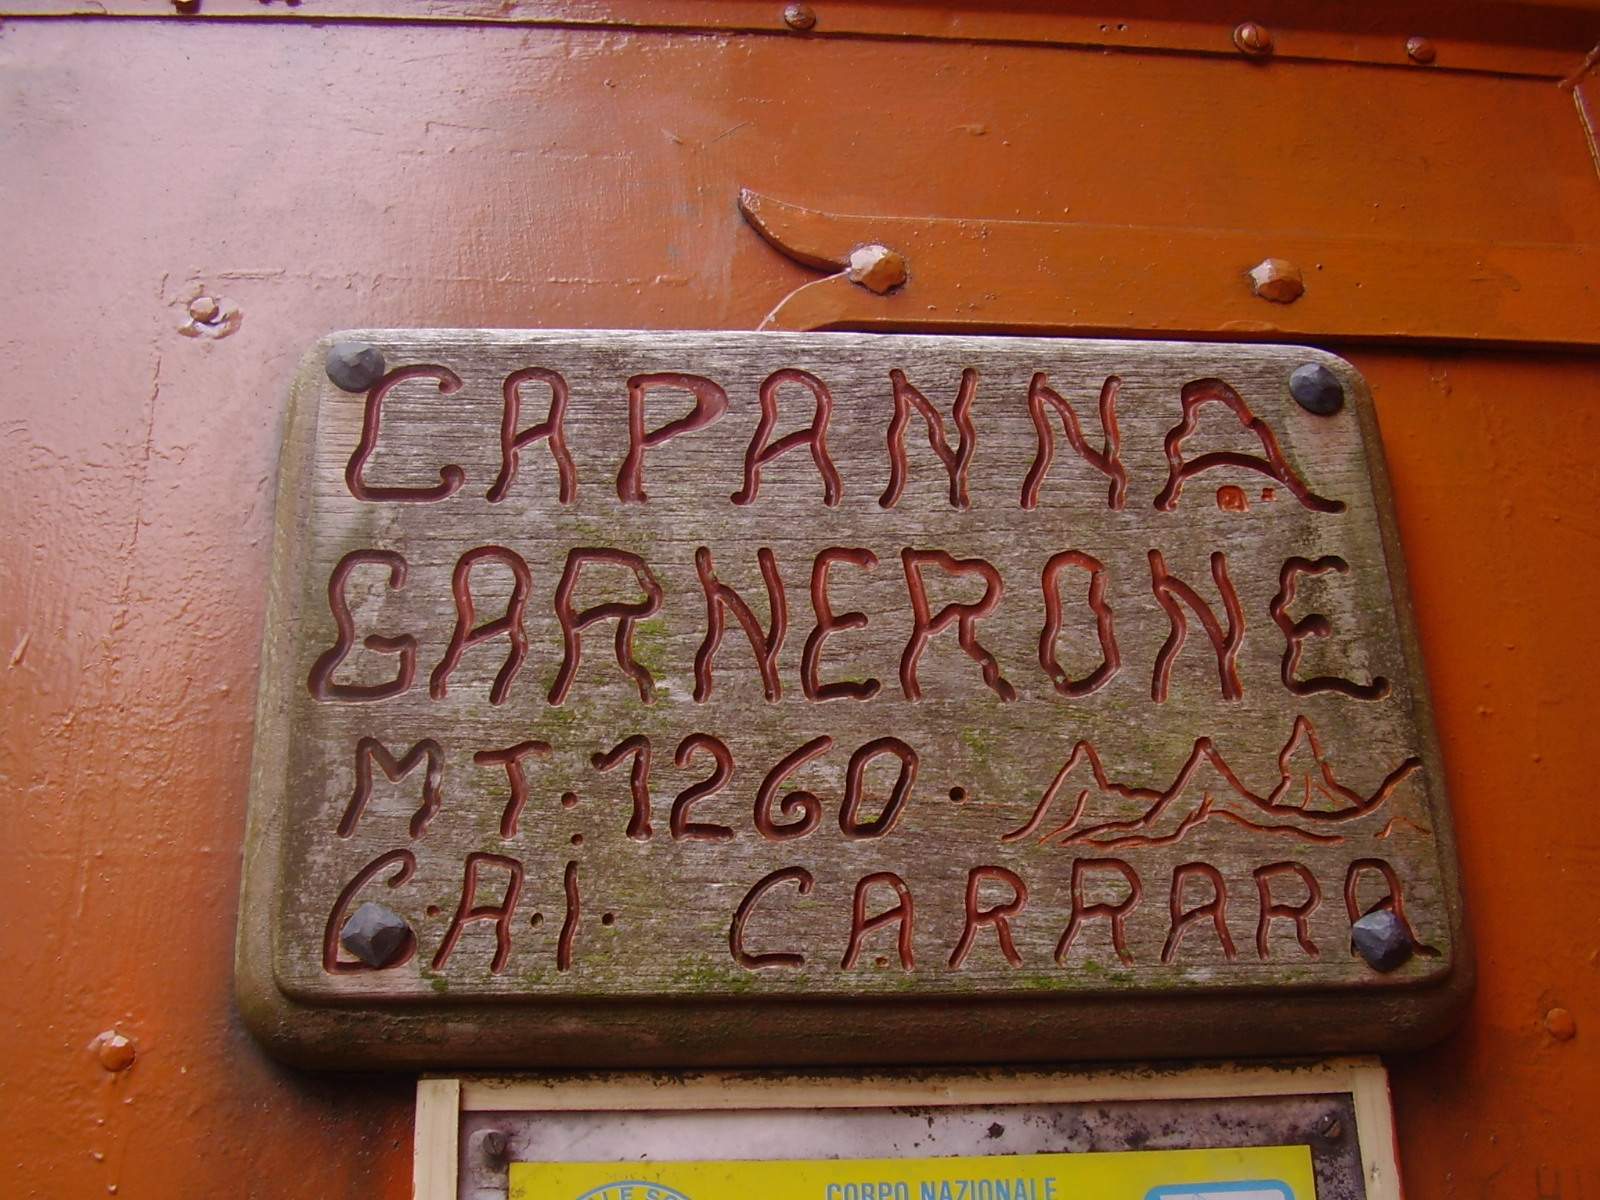 CAPANNA
GARNERONE
MT. 1260.
C.A.I. CARRARA
CORPO NAZIONALE